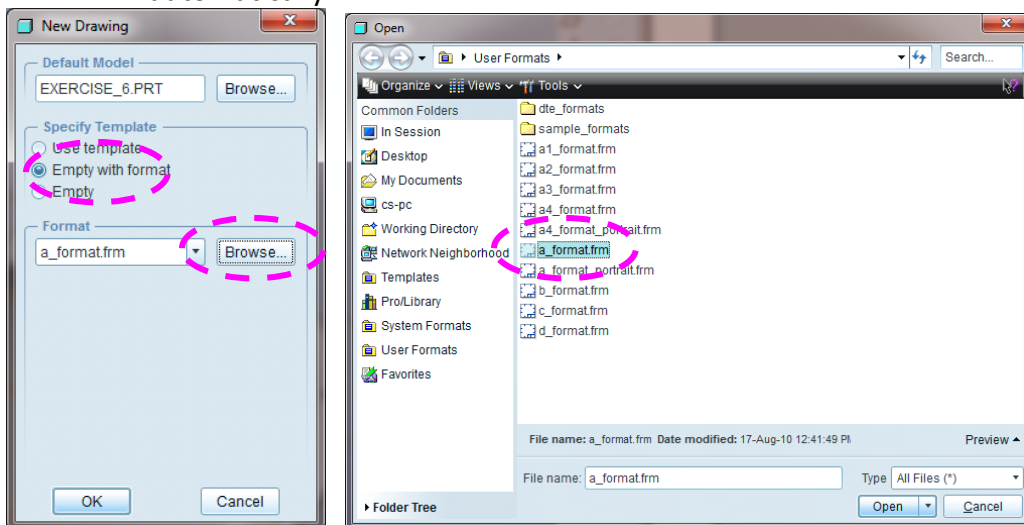 New Drawing
Default Model
EXERCISE_6.PRT
Browse...
Specify Template
Use template
Empty with format
Empty
Format
a_format.frm
Browse...
OK
Cancel
Open
User Formats
Search...
Organize
Views
Tools
Common Folders
In Session
Desktop
My Documents
cs-pc
Working Directory
Network Neighborhood
Templates
Pro/Library
System Formats
User Formats
Favorites
Folder Tree
dte_formats
sample_formats
a1_format.frm
a2_format.frm
a3_format.frm
a4_format.frm
a4_format_portrait.frm
a_format.frm
a_format_portrait.frm
b_format.frm
c_format.frm
d_format.frm
File name: a_format.frm Date modified: 17-Aug-10 12:41:49
Preview
File name: a_format.frm
Type All Files (*)
Open
Cancel